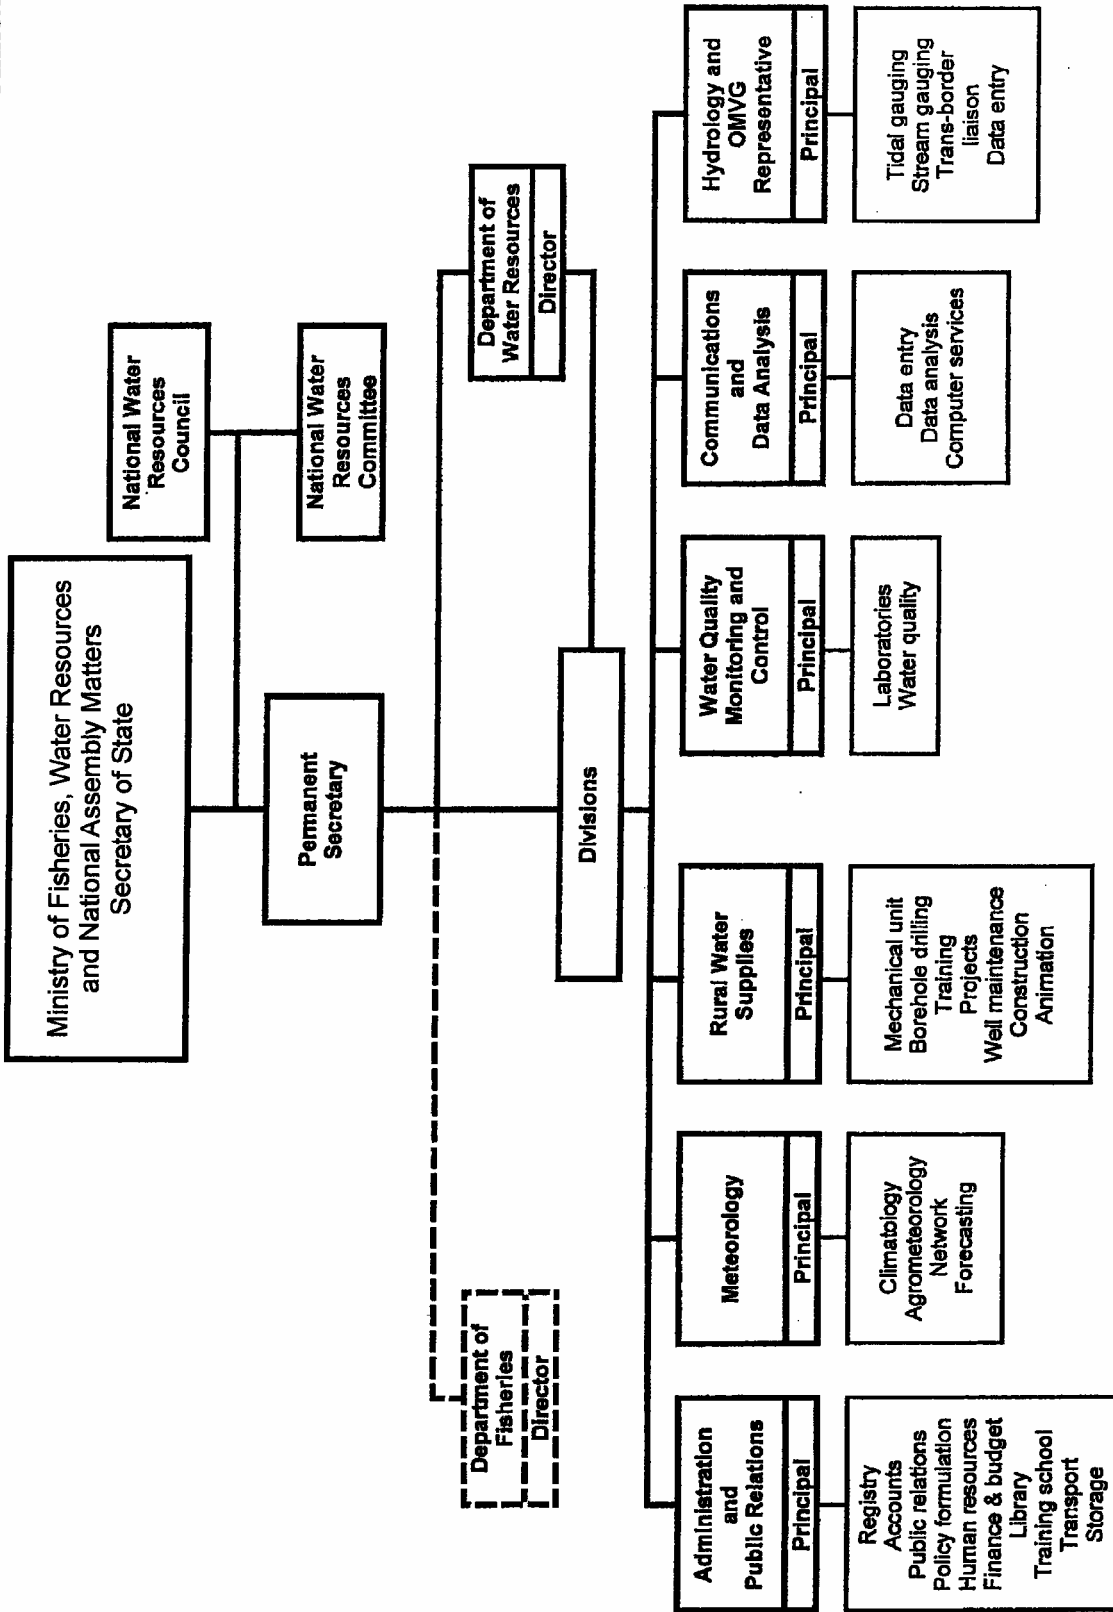 Ministry of Fisheries, Water Resources
and National Assembly Matters
Secretary of State
National Water
Resources
Council
National Water
Resources
Committee
Permanent
Secretary
Department of
Fisheries
Director
Department of
Water Resources
Director
Divisions
Administration
and
Public Relations
Principal
Registry
Accounts
Public relations
Policy formulation
Human resources
Finance & budget
Library
Training school
Transport
Storage
Meteorology
Principal
Climatology
Agrometeorology
Network
Forecasting
Rural Water
Supplies
Principal
Mechanical unit
Borehole drilling
Training
Projects
Well maintenance
Construction
Animation
Water Quality
Monitoring and
Control
Principal
Laboratories
Water quality
Communications
and
Data Analysis
Principal
Data entry
Data analysis
Computer services
Hydrology and
OMVG
Representative
Principal
Tidal gauging
Stream gauging
Trans-border
liaison
Data entry